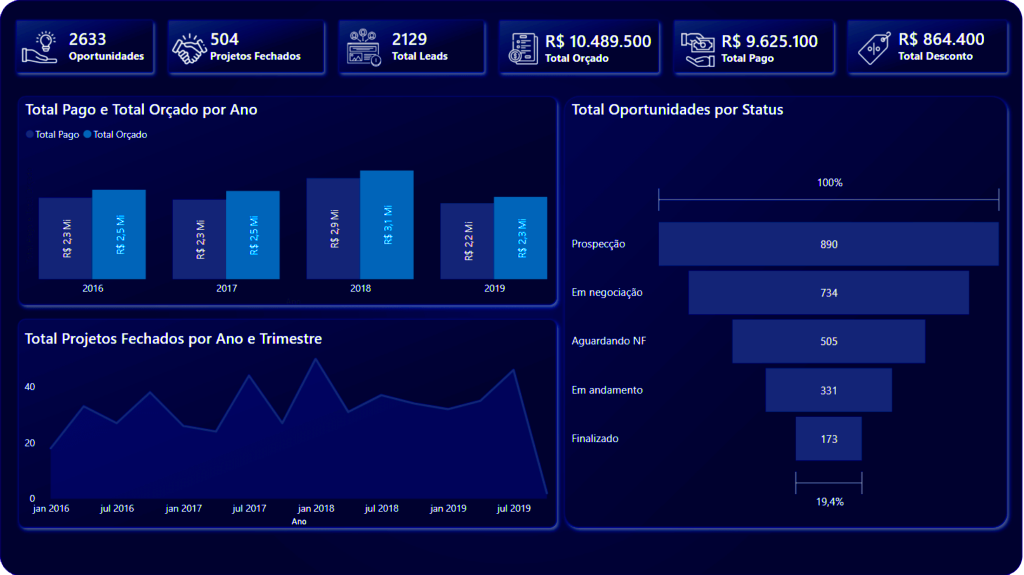 2633
Oportunidades
504
Projetos Fechados
2129
Total Leads
R$ 10.489.500
Total Orçado
R$ 9.625.100
Total Pago
R$ 864.400
Total Desconto
Total Pago e Total Orçado por Ano
Total Pago Total Orçado
R$ 2,3 Mi
R$ 2,5 Mi
R$ 2,3 Mi
R$ 2,5 Mi
R$ 2,9 Mi
R$ 3,1 Mi
R$ 2,2 Mi
R$ 2,3 Mi
2016 2017 2018 2019
Total Projetos Fechados por Ano e Trimestre
40
20
0
jan 2016 jul 2016 jan 2017 jul 2017 jan 2018 jul 2018 jan 2019 jul 2019
Ano
Total Oportunidades por Status
100%
Prospecção 890
Em negociação 734
Aguardando NF 505
Em andamento 331
Finalizado 173
19,4%